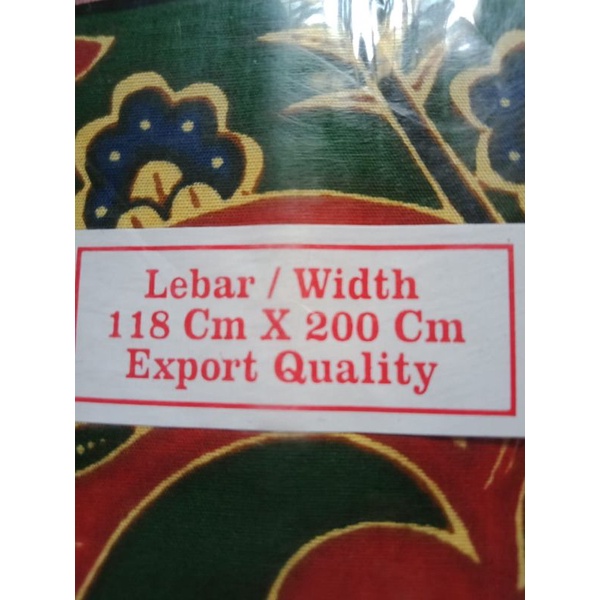 Lebar / Width
118 Cm X 200 Cm
Export Quality